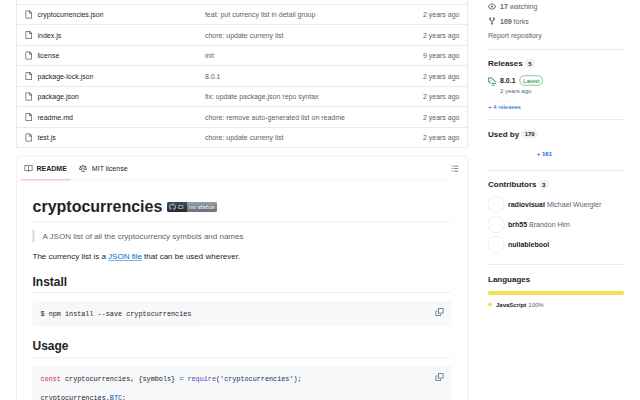 cryptocurrencies.json feat: put currency list in detail group 2 years ago
index.js chore: update curreny list 2 years ago
license init 9 years ago
package-lock.json 8.0.1 2 years ago
package.json fix: update package.json repo syntax 2 years ago
readme.md chore: remove auto-generated list on readme 2 years ago
test.js chore: update curreny list 2 years ago
README MIT license
cryptocurrencies CI no status
A JSON list of all the cryptocurrency symbols and names.
The currency list is a JSON file that can be used wherever.
Install
$ npm install --save cryptocurrencies
Usage
const cryptocurrencies, {symbols} = require('cryptocurrencies');
cryptocurrencies.BTC;
17 watching
109 forks
Report repository
Releases 5
8.0.1 Latest
2 years ago
+ 4 releases
Used by 170
+ 161
Contributors 3
radiovisual Michael Wuergler
brh55 Brandon Him
nullablebool
Languages
JavaScript 100%